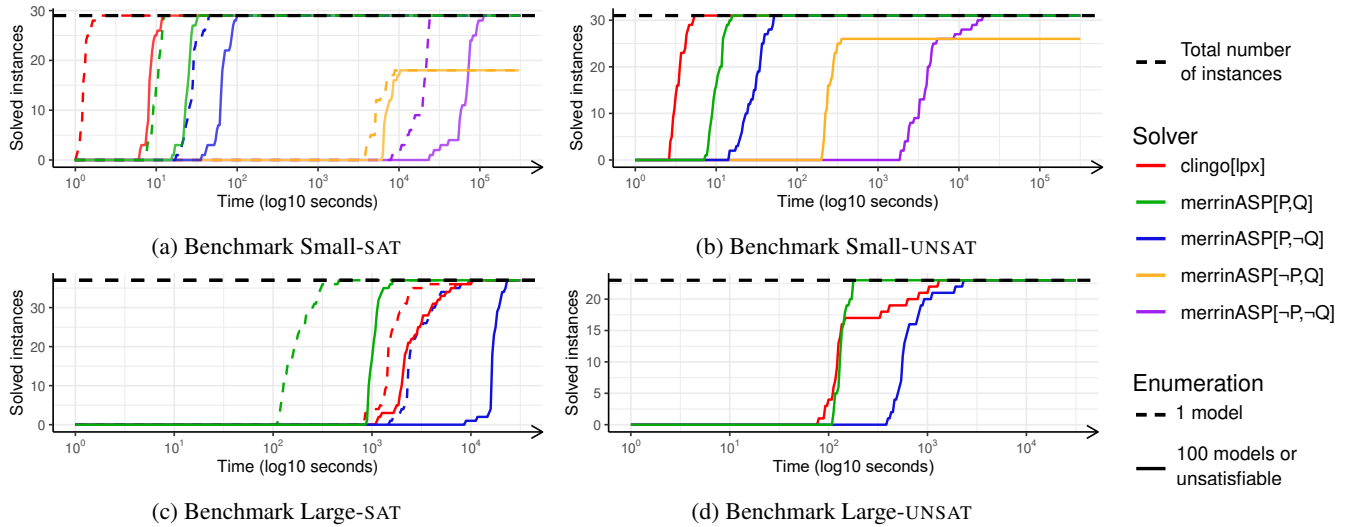 Solved instances
30
20
10
0
10^0
10^1
10^2
10^3
10^4
10^5
Time (log10 seconds)
(a) Benchmark Small-SAT
Solved instances
30
20
10
0
10^0
10^1
10^2
10^3
10^4
10^5
Time (log10 seconds)
(b) Benchmark Small-UNSAT
Solved instances
30
20
10
0
10^0
10^1
10^2
10^3
10^4
Time (log10 seconds)
(c) Benchmark Large-SAT
Solved instances
20
15
10
5
0
10^0
10^1
10^2
10^3
10^4
Time (log10 seconds)
(d) Benchmark Large-UNSAT
Total number
of instances
Solver
clingo[lpx]
merrinASP[P,Q]
merrinASP[P,¬Q]
merrinASP[¬P,Q]
merrinASP[¬P,¬Q]
Enumeration
1 model
100 models or
unsatisfiable